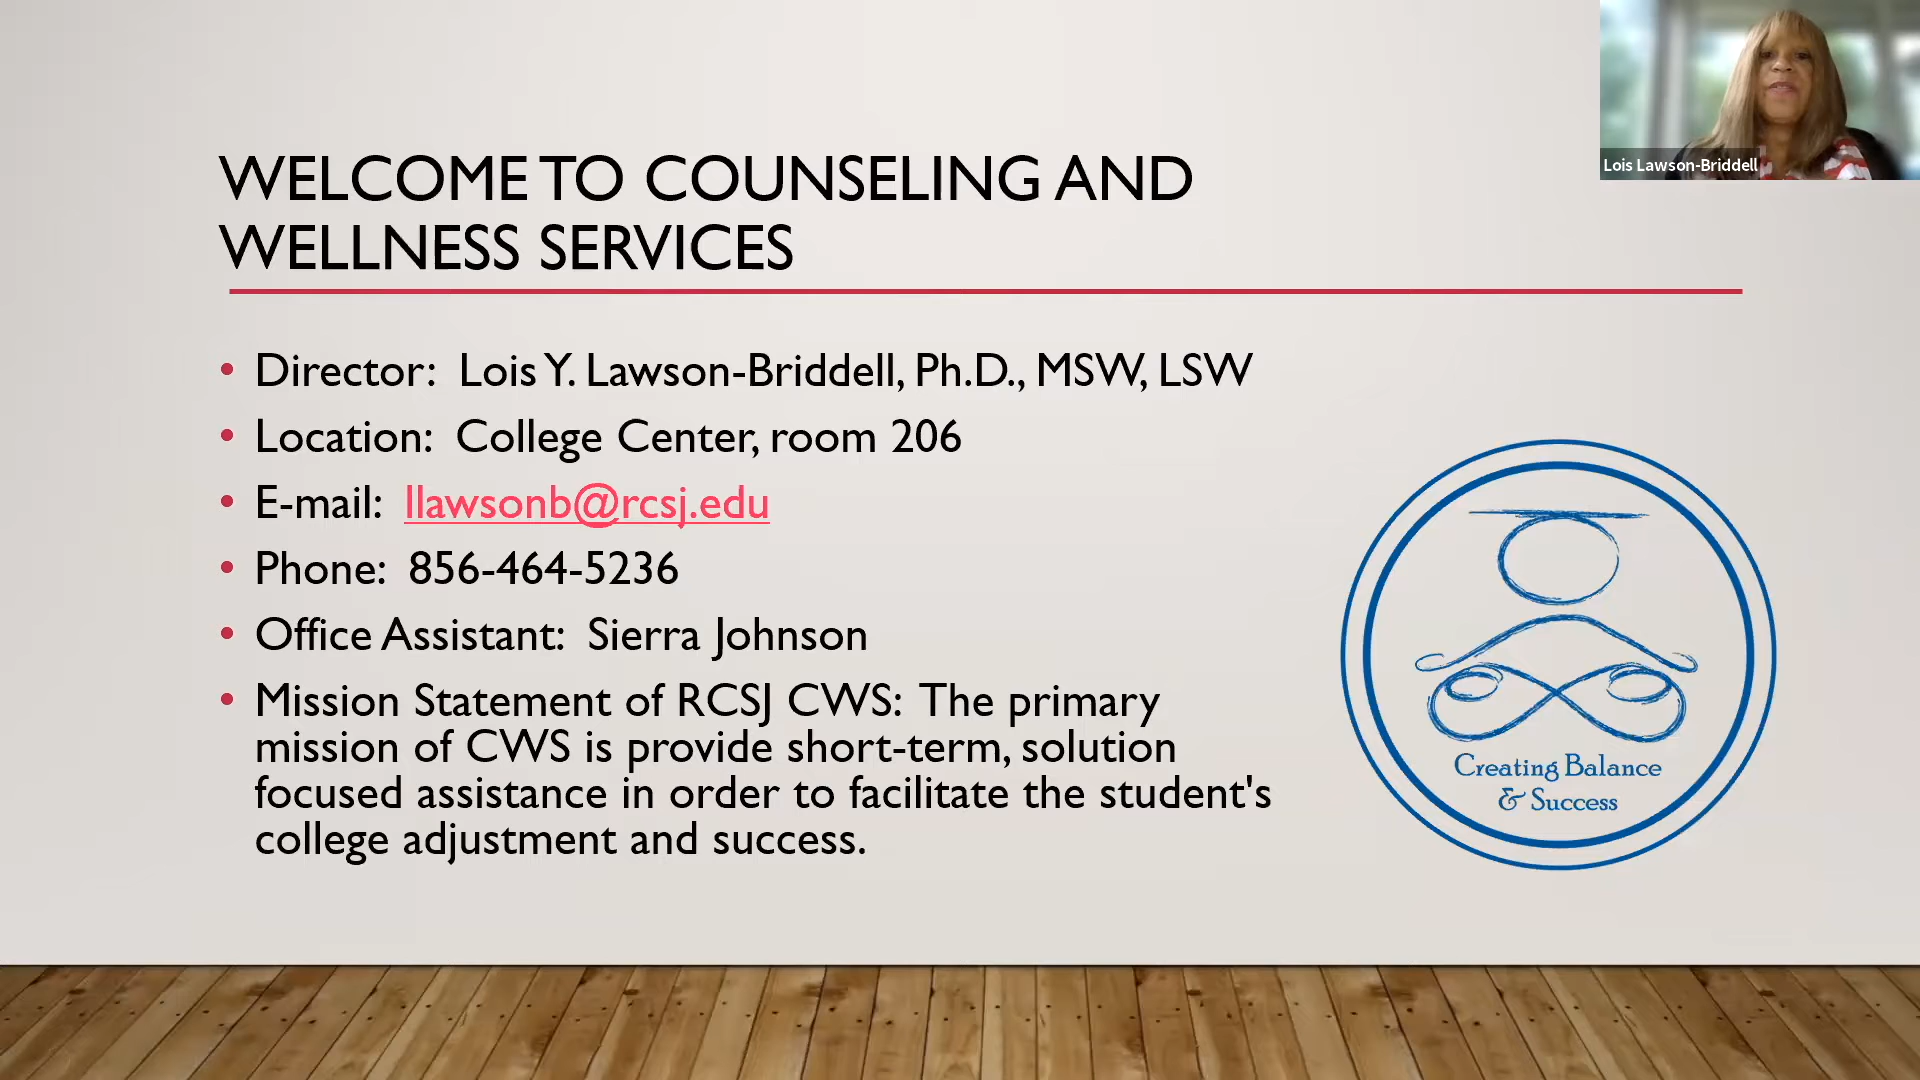 WELCOME TO COUNSELING AND
WELLNESS SERVICES
Lois Lawson-Briddell
• Director:  Lois Y. Lawson-Briddell, Ph.D., MSW, LSW
• Location:  College Center, room 206
• E-mail:  llawsonb@rcsj.edu
• Phone:  856-464-5236
• Office Assistant:  Sierra Johnson
• Mission Statement of RCSJ CWS:  The primary
mission of CWS is provide short-term, solution
focused assistance in order to facilitate the student's
college adjustment and success.
Creating Balance
& Success